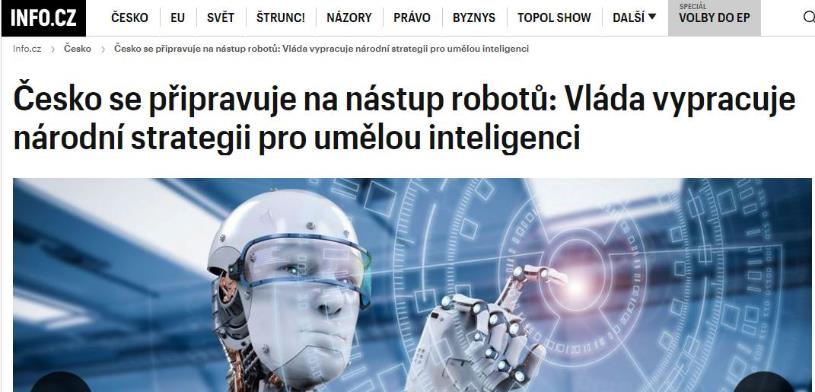 INFO.CZ
ČESKO
EU
SVĚT
ŠTRUNC!
NÁZORY
PRÁVO
BYZNYS
TOPOL SHOW
DALŠÍ
SPECIÁL
VOLBY DO EP
Info.cz > Česko > Česko se připravuje na nástup robotů: Vláda vypracuje národní strategii pro umělou inteligenci
Česko se připravuje na nástup robotů: Vláda vypracuje
národní strategii pro umělou inteligenci